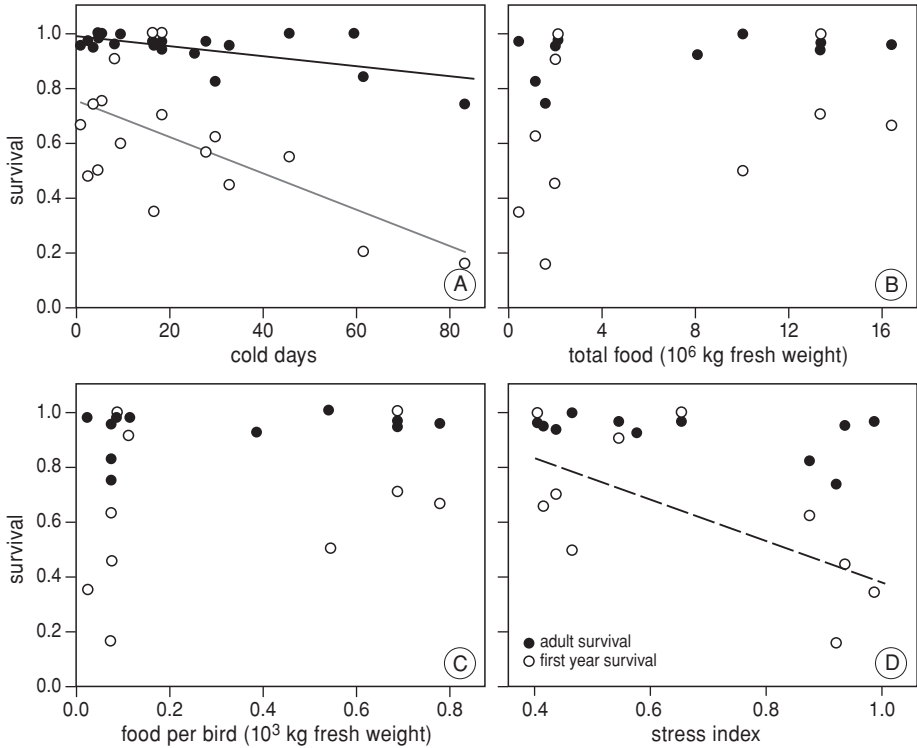 1.0
0.8
0.6
0.4
0.2
0.0
survival
0 20 40 60 80
cold days
A
0 4 8 12 16
total food (10⁶ kg fresh weight)
B
1.0
0.8
0.6
0.4
0.2
0.0
survival
0.0 0.2 0.4 0.6 0.8
food per bird (10³ kg fresh weight)
C
adult survival
first year survival
0.4 0.6 0.8 1.0
stress index
D